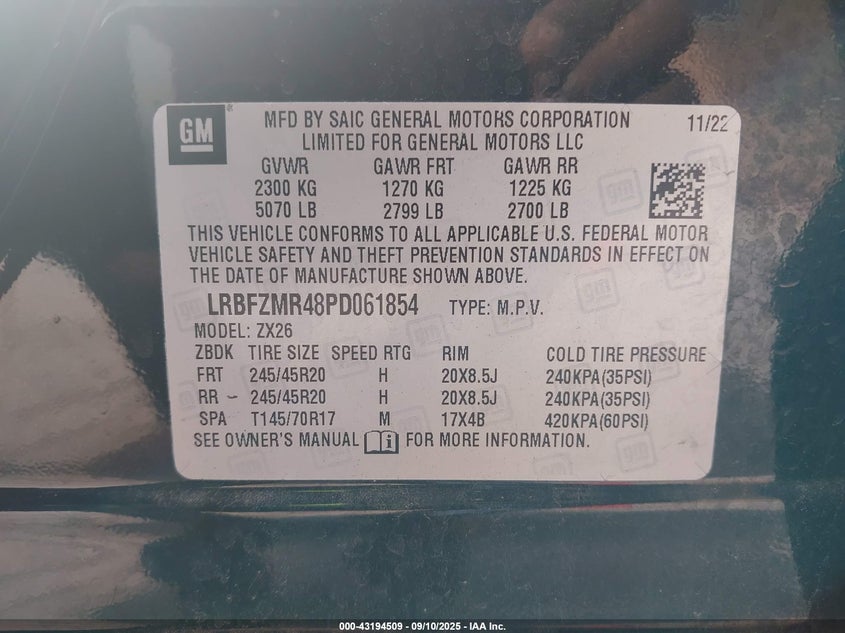 GM
MFD BY SAIC GENERAL MOTORS CORPORATION 11/22
LIMITED FOR GENERAL MOTORS LLC
GVWR GAWR FRT GAWR RR
2300 KG 1270 KG 1225 KG
5070 LB 2799 LB 2700 LB
THIS VEHICLE CONFORMS TO ALL APPLICABLE U.S. FEDERAL MOTOR
VEHICLE SAFETY AND THEFT PREVENTION STANDARDS IN EFFECT ON
THE DATE OF MANUFACTURE SHOWN ABOVE.
LRBFZMR48PD061854 TYPE: M.P.V.
MODEL: ZX26
ZBDK TIRE SIZE SPEED RTG RIM COLD TIRE PRESSURE
FRT 245/45R20 H 20X8.5J 240KPA(35PSI)
RR 245/45R20 H 20X8.5J 240KPA(35PSI)
SPA T145/70R17 M 17X4B 420KPA(60PSI)
SEE OWNER'S MANUAL FOR MORE INFORMATION.
000-43194509 - 09/10/2025 - IAA Inc.